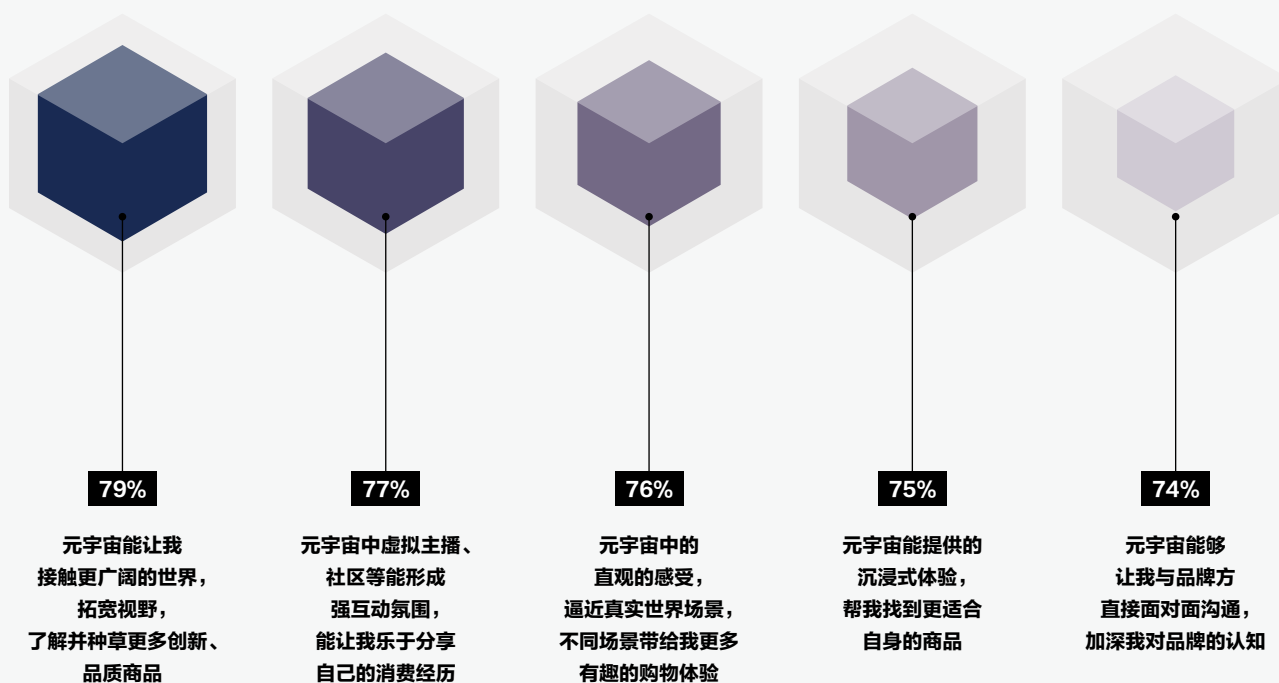 79%
元宇宙能让我
接触更广阔的世界，
拓宽视野，
了解并种草更多创新、
品质商品
77%
元宇宙中虚拟主播、
社区等能形成
强互动氛围，
能让我乐于分享
自己的消费经历
76%
元宇宙中的
直观的感受，
逼近真实世界场景，
不同场景带给我更多
有趣的购物体验
75%
元宇宙能提供的
沉浸式体验，
帮我找到更适合
自身的商品
74%
元宇宙能够
让我与品牌方
直接面对面沟通，
加深我对品牌的认知